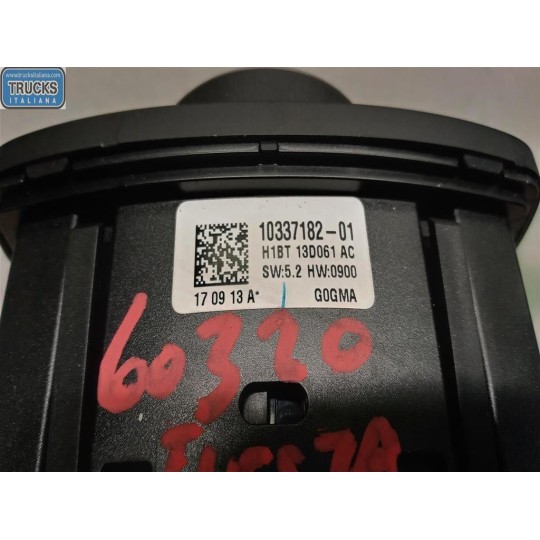 www.trucksitaliana.com
TRUCKS
ITALIANA
10337182-01
H1BT 13D061 AC
SW:5.2 HW:0900
17 09 13 A* G0GMA
60320